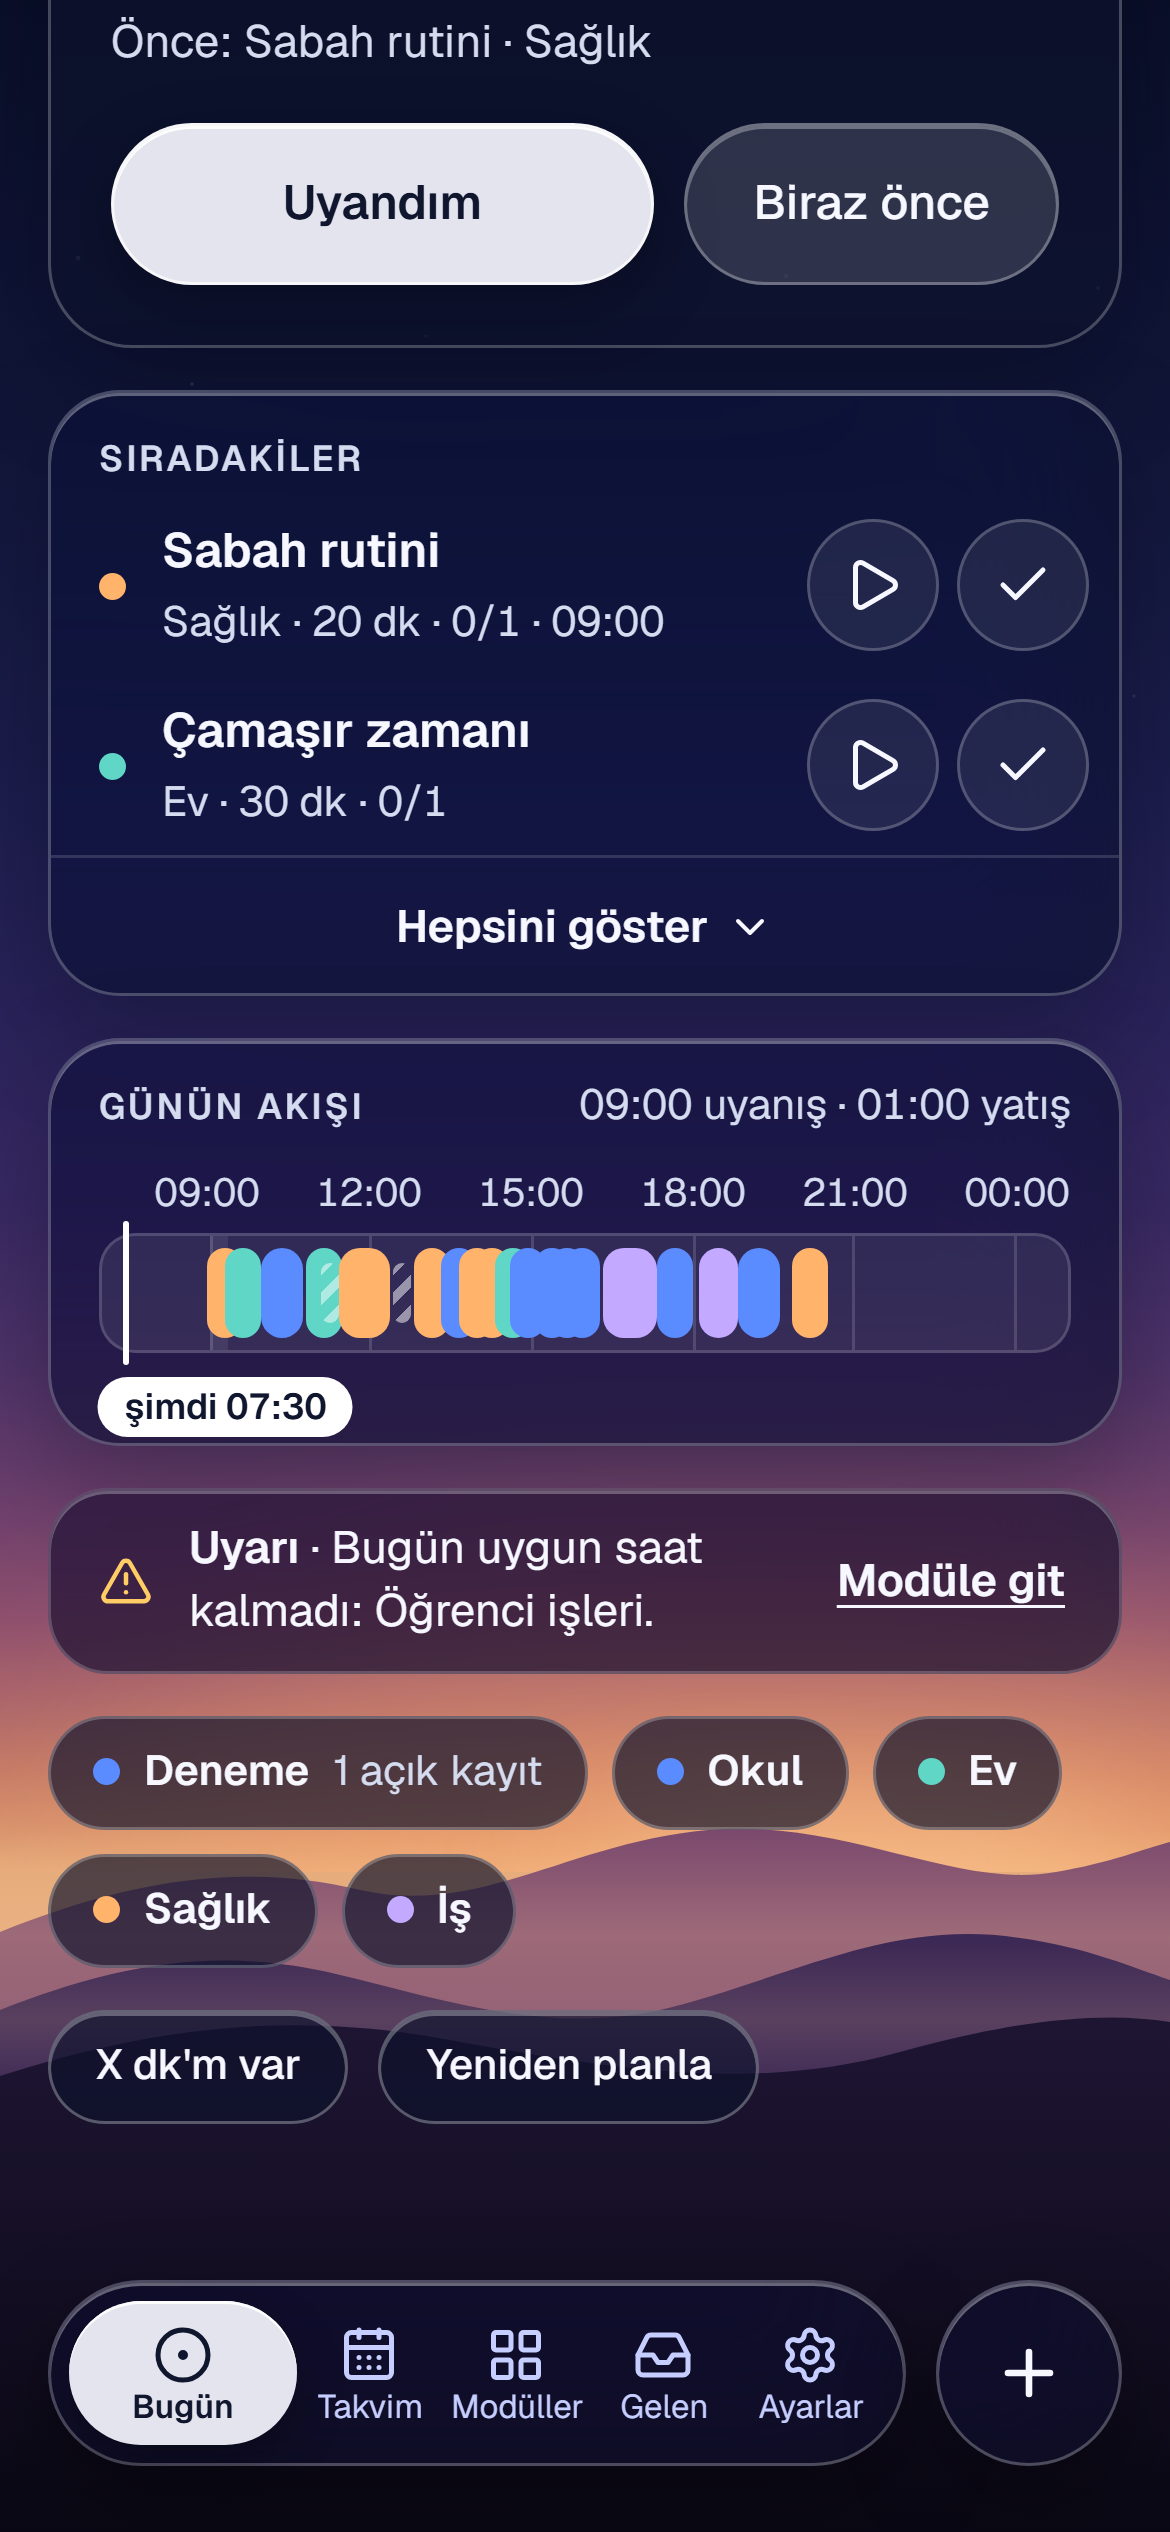 Önce: Sabah rutini · Sağlık
Uyandım
Biraz önce
SIRADAKİLER
Sabah rutini
Sağlık · 20 dk · 0/1 · 09:00
Çamaşır zamanı
Ev · 30 dk · 0/1
Hepsini göster
GÜNÜN AKIŞI
09:00 uyanış · 01:00 yatış
09:00 12:00 15:00 18:00 21:00 00:00
şimdi 07:30
Uyarı · Bugün uygun saat
kalmadı: Öğrenci işleri.
Modüle git
Deneme 1 açık kayıt
Okul
Ev
Sağlık
İş
X dk'm var
Yeniden planla
Bugün
Takvim
Modüller
Gelen
Ayarlar